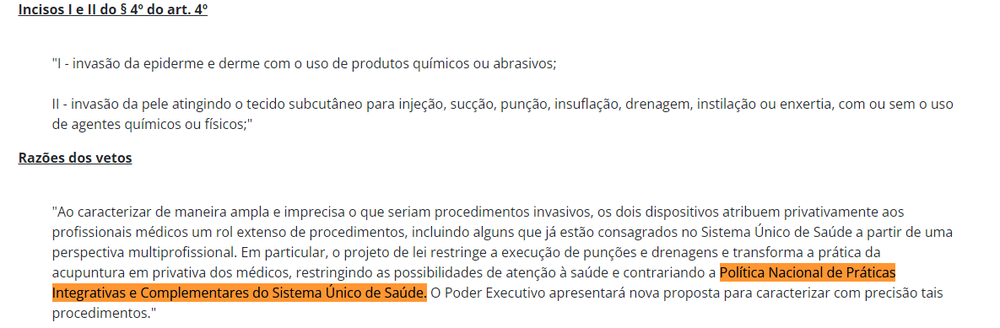 Incisos I e II do § 4º do art. 4º
"I - invasão da epiderme e derme com o uso de produtos químicos ou abrasivos;
II - invasão da pele atingindo o tecido subcutâneo para injeção, sucção, punção, insuflação, drenagem, instilação ou enxertia, com ou sem o uso
de agentes químicos ou físicos;"
Razões dos vetos
"Ao caracterizar de maneira ampla e imprecisa o que seriam procedimentos invasivos, os dois dispositivos atribuem privativamente aos
profissionais médicos um rol extenso de procedimentos, incluindo alguns que já estão consagrados no Sistema Único de Saúde a partir de uma
perspectiva multiprofissional. Em particular, o projeto de lei restringe a execução de punções e drenagens e transforma a prática da
acupuntura em privativa dos médicos, restringindo as possibilidades de atenção à saúde e contrariando a Política Nacional de Práticas
Integrativas e Complementares do Sistema Único de Saúde. O Poder Executivo apresentará nova proposta para caracterizar com precisão tais
procedimentos."